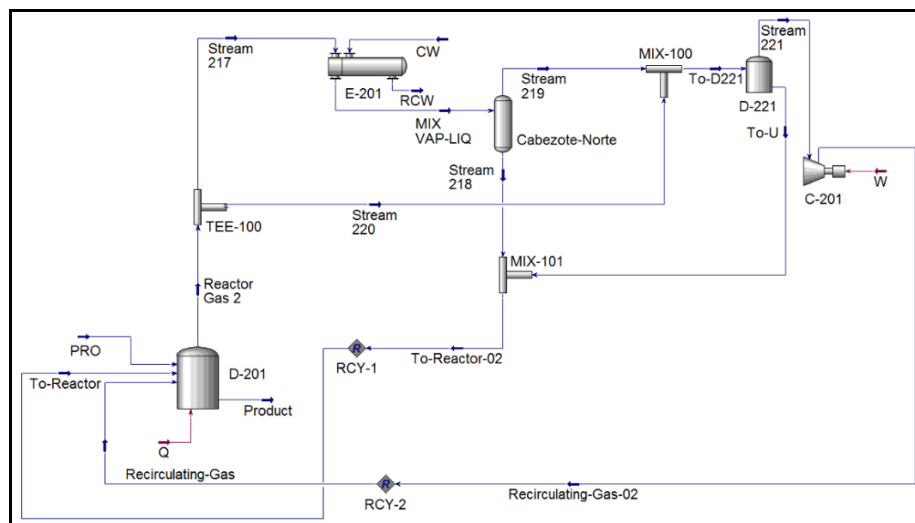 Stream
217
CW
E-201
RCW
MIX
VAP-LIQ
Stream
219
Cabezote-Norte
Stream
218
MIX-100
To-D221
Stream
221
D-221
To-U
C-201
W
TEE-100
Stream
220
MIX-101
Reactor
Gas 2
PRO
To-Reactor
D-201
Product
Q
R
RCY-1
To-Reactor-02
Recirculating-Gas
R
RCY-2
Recirculating-Gas-02